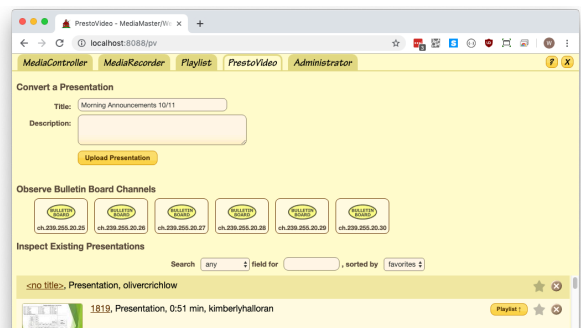 PrestoVideo - MediaMaster/We
localhost:8088/pv
MediaController MediaRecorder Playlist PrestoVideo Administrator ? X
Convert a Presentation
Title: Morning Announcements 10/11
Description:
Upload Presentation
Observe Bulletin Board Channels
BULLETIN BOARD BULLETIN BOARD BULLETIN BOARD BULLETIN BOARD BULLETIN BOARD BULLETIN BOARD
ch.239.255.20.25 ch.239.255.20.26 ch.239.255.20.27 ch.239.255.20.28 ch.239.255.20.29 ch.239.255.20.30
Inspect Existing Presentations
Search any field for , sorted by favorites
<no title>, Presentation, olivercrichlow
1819, Presentation, 0:51 min, kimberlyhalloran Playlist ↑